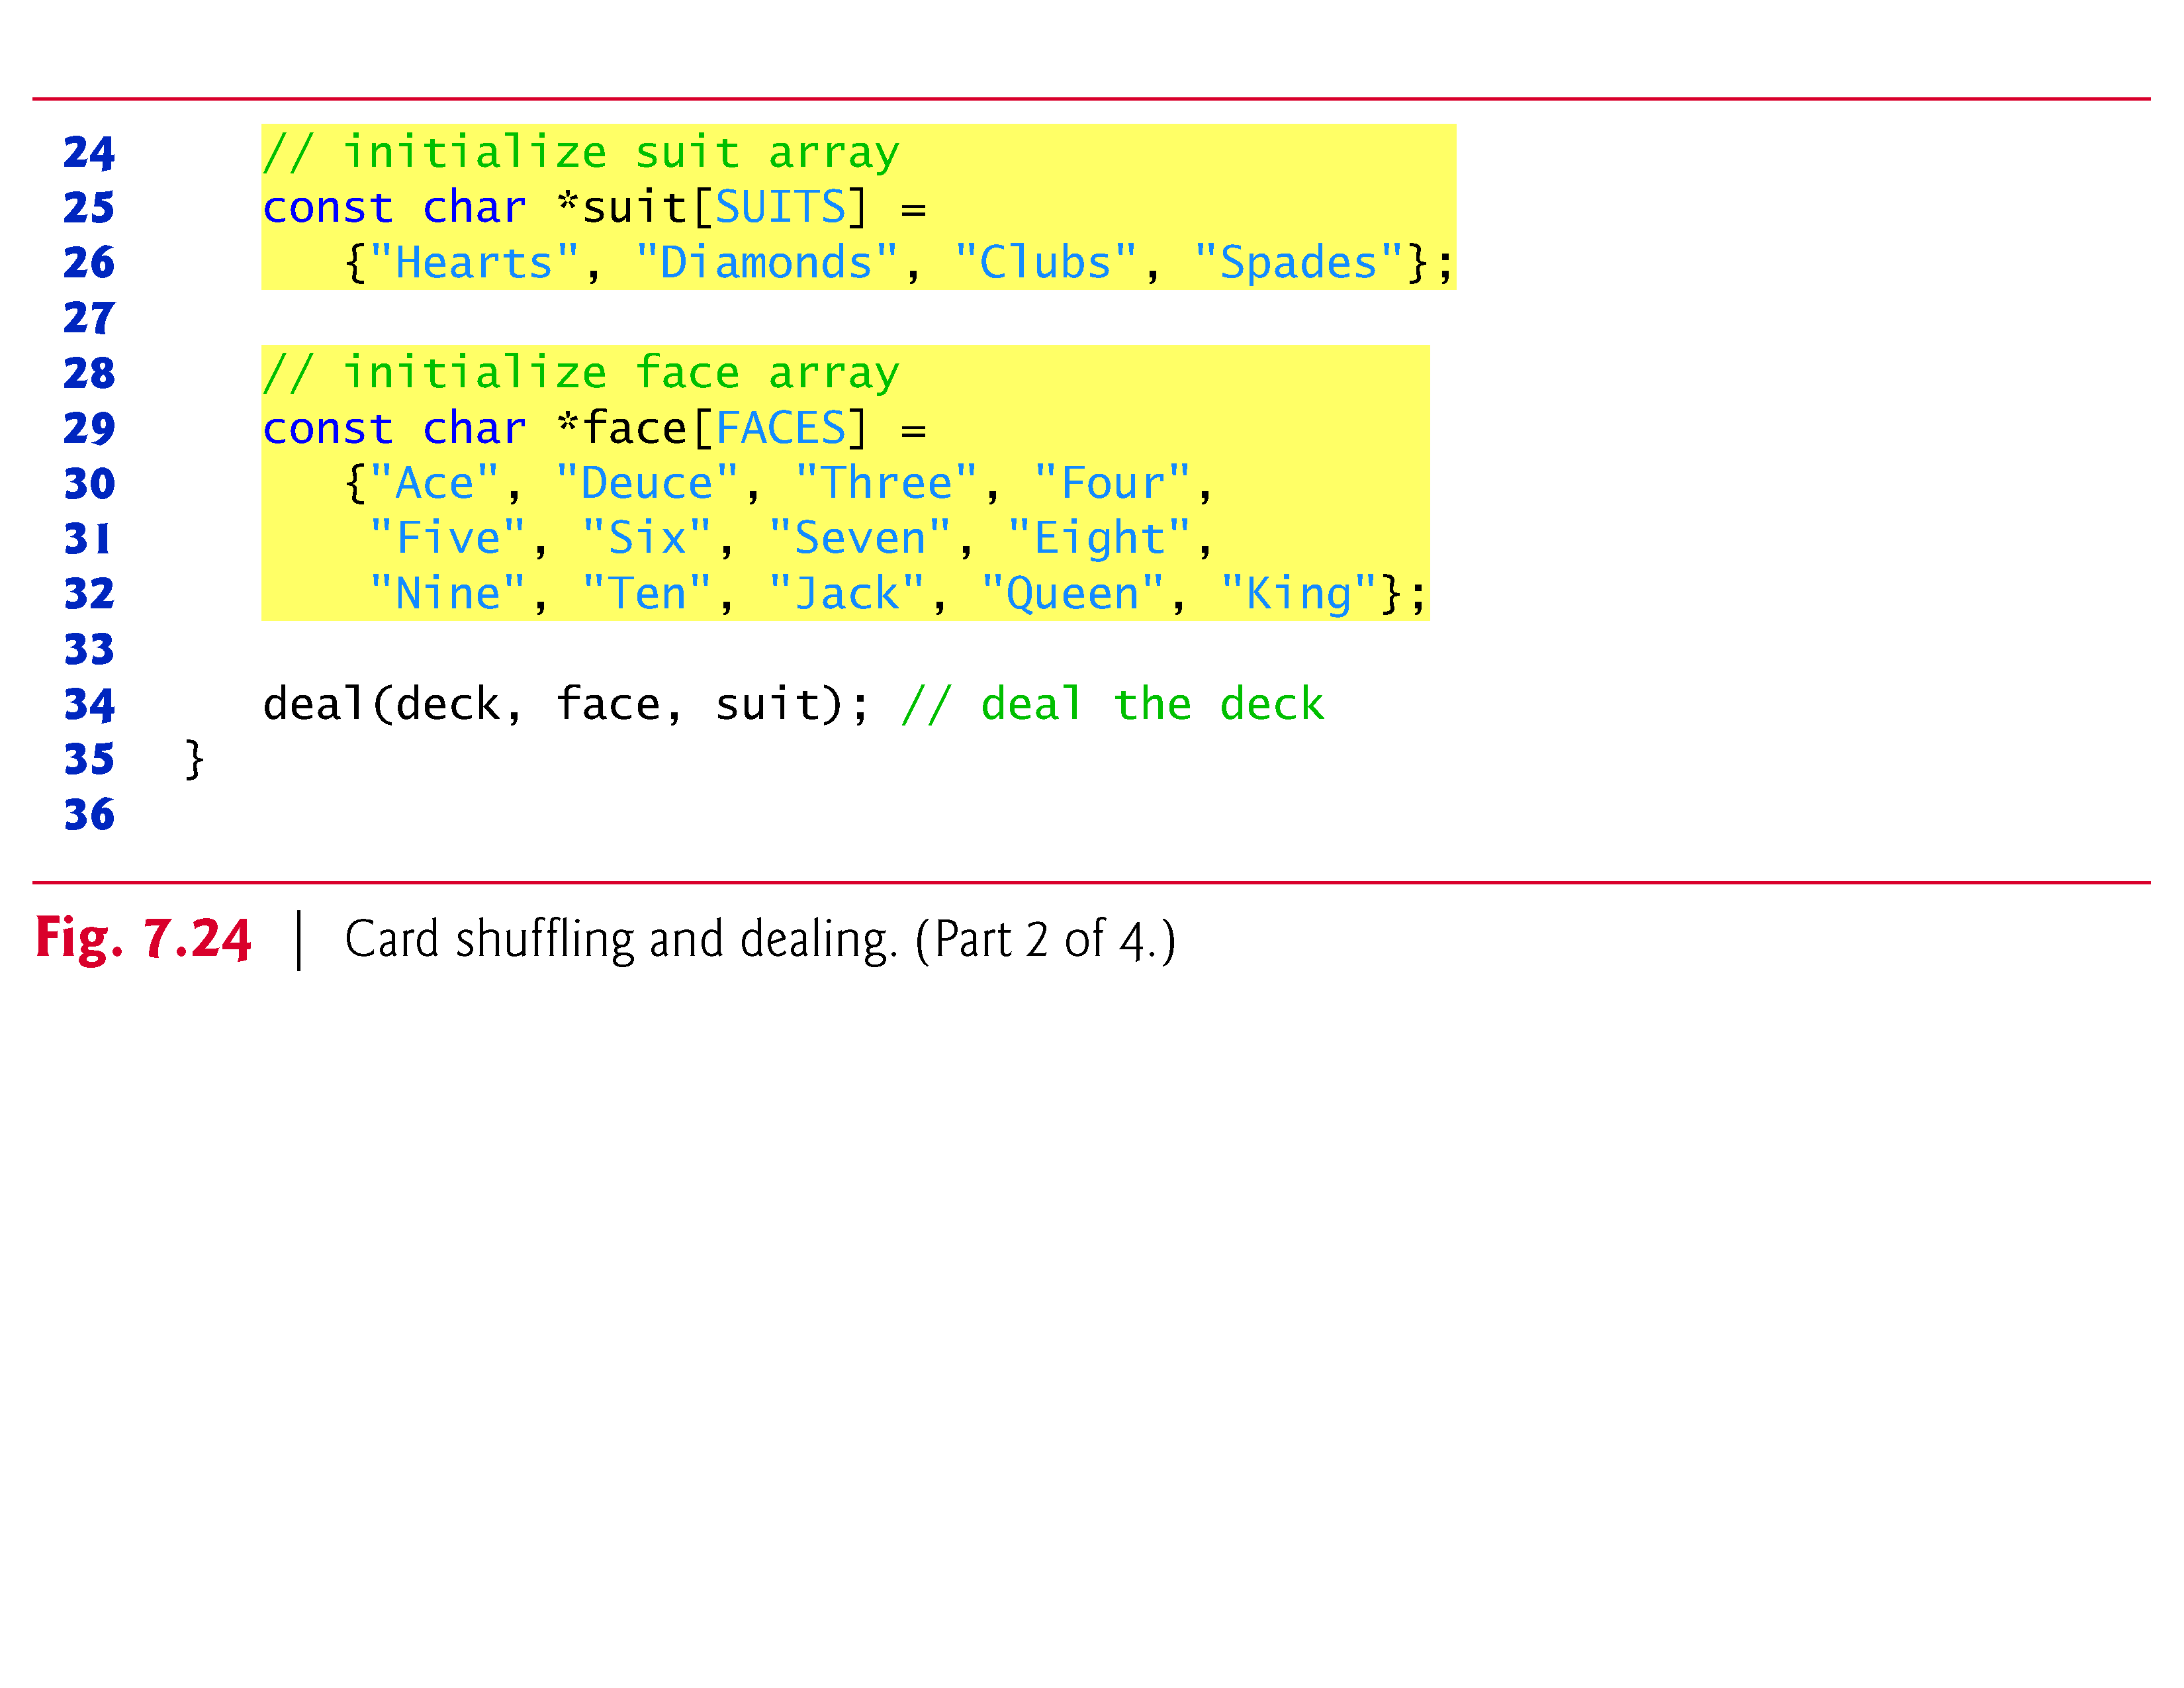 24 // initialize suit array
25 const char *suit[SUITS] =
26 {"Hearts", "Diamonds", "Clubs", "Spades"};
27
28 // initialize face array
29 const char *face[FACES] =
30 {"Ace", "Deuce", "Three", "Four",
31 "Five", "Six", "Seven", "Eight",
32 "Nine", "Ten", "Jack", "Queen", "King"};
33
34 deal(deck, face, suit); // deal the deck
35 }
36
Fig. 7.24 | Card shuffling and dealing. (Part 2 of 4.)